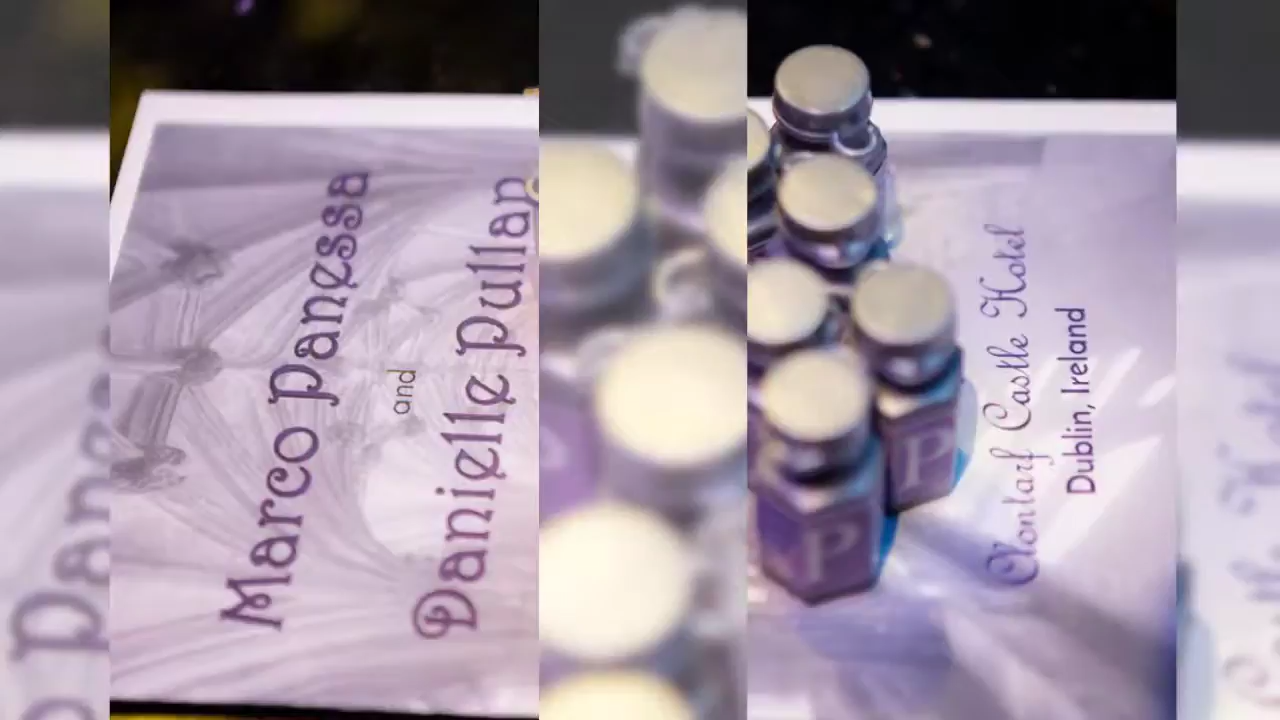 Marco Panessa
and
Danielle Pullan
Clontarf Castle Hotel
Dublin, Ireland
P
P